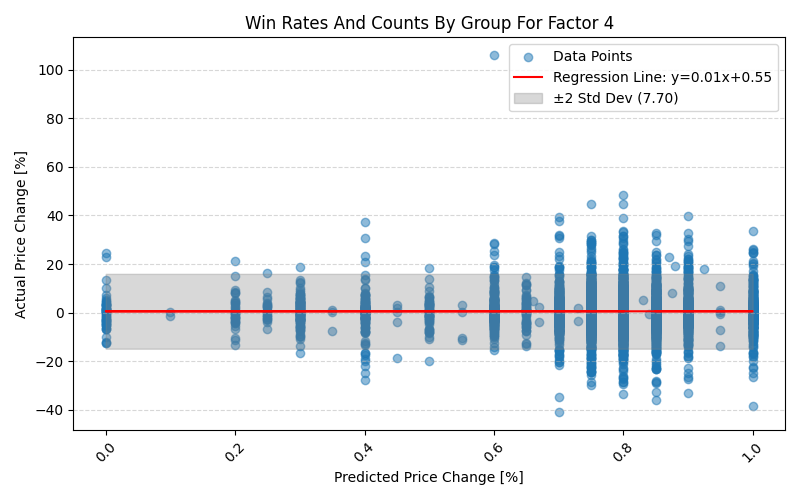 Win Rates And Counts By Group For Factor 4
Data Points
Regression Line: y=0.01x+0.55
±2 Std Dev (7.70)
Actual Price Change [%]
100
80
60
40
20
0
−20
−40
0.0
0.2
0.4
0.6
0.8
1.0
Predicted Price Change [%]